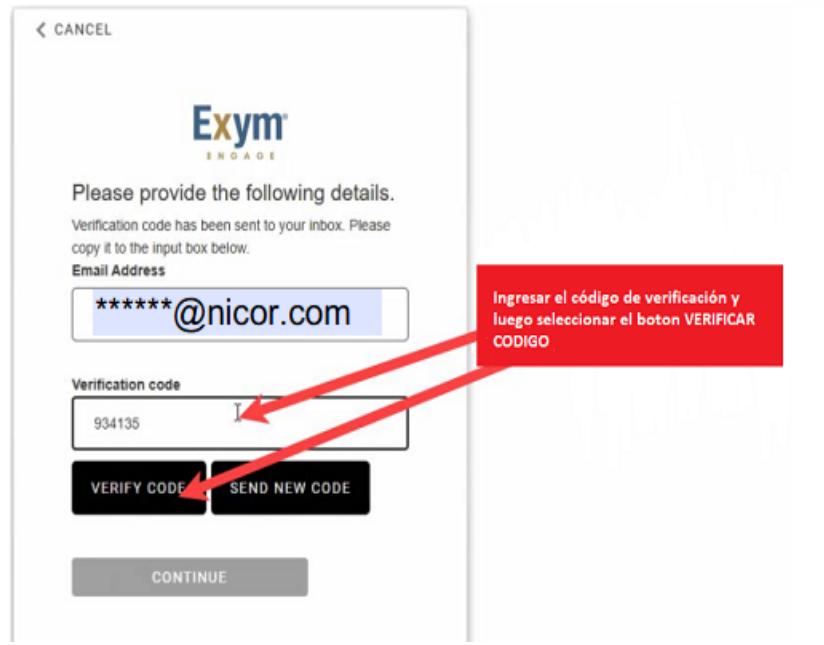 CANCEL
Exym
ENGAGE
Please provide the following details.
Verification code has been sent to your inbox. Please
copy it to the input box below.
Email Address
******@nicor.com
Ingresar el código de verificación y
luego seleccionar el boton VERIFICAR
CODIGO
Verification code
934135
VERIFY CODE
SEND NEW CODE
CONTINUE